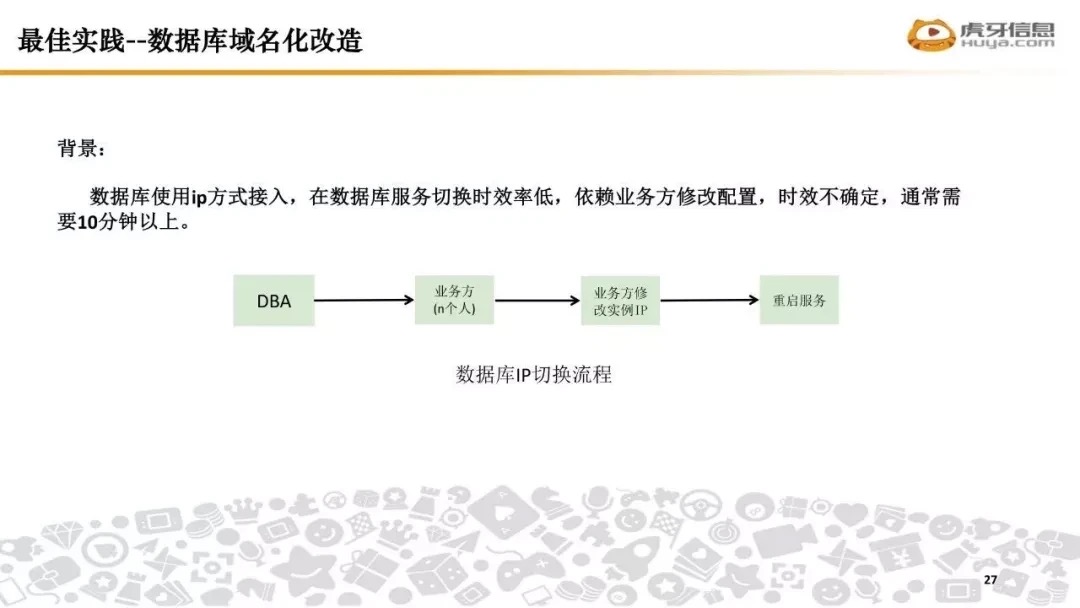 最佳实践--数据库域名化改造
虎牙信息
HUYA.com
背景：
数据库使用ip方式接入，在数据库服务切换时效率低，依赖业务方修改配置，时效不确定，通常需
要10分钟以上。
DBA
业务方
(n个人)
业务方修
改实例IP
重启服务
数据库IP切换流程
27